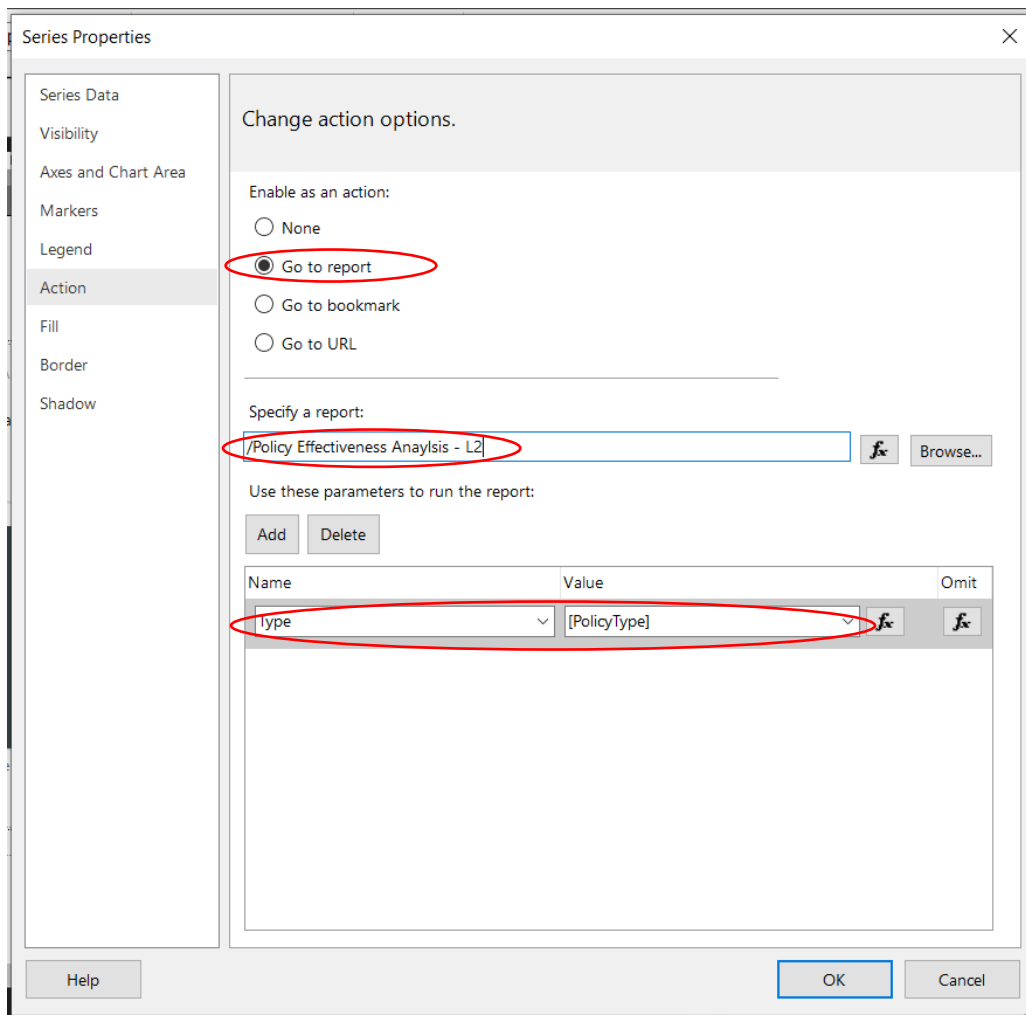 Series Properties
Series Data
Visibility
Axes and Chart Area
Markers
Legend
Action
Fill
Border
Shadow
Change action options.
Enable as an action:
None
Go to report
Go to bookmark
Go to URL
Specify a report:
/Policy Effectiveness Anaylsis - L2
fx
Browse...
Use these parameters to run the report:
Add Delete
Name Value Omit
Type [PolicyType] fx fx
Help OK Cancel